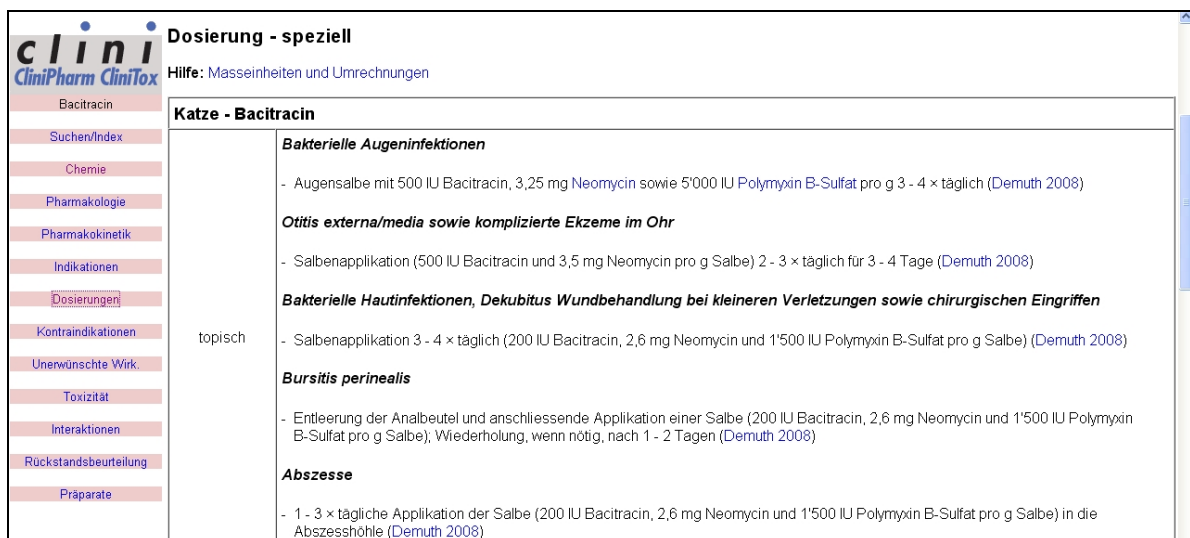 clini
CliniPharm CliniTox
Bacitracin
Suchen/Index
Chemie
Pharmakologie
Pharmakokinetik
Indikationen
Dosierungen
Kontraindikationen
Unerwünschte Wirk.
Toxizität
Interaktionen
Rückstandsbeurteilung
Präparate
Dosierung - speziell
Hilfe: Masseinheiten und Umrechnungen
Katze - Bacitracin
topisch
Bakterielle Augeninfektionen
- Augensalbe mit 500 IU Bacitracin, 3,25 mg Neomycin sowie 5'000 IU Polymyxin B-Sulfat pro g 3 - 4 × täglich (Demuth 2008)
Otitis externa/media sowie komplizierte Ekzeme im Ohr
- Salbenapplikation (500 IU Bacitracin und 3,5 mg Neomycin pro g Salbe) 2 - 3 × täglich für 3 - 4 Tage (Demuth 2008)
Bakterielle Hautinfektionen, Dekubitus Wundbehandlung bei kleineren Verletzungen sowie chirurgischen Eingriffen
- Salbenapplikation 3 - 4 × täglich (200 IU Bacitracin, 2,6 mg Neomycin und 1'500 IU Polymyxin B-Sulfat pro g Salbe) (Demuth 2008)
Bursitis perinealis
- Entleerung der Analbeutel und anschliessende Applikation einer Salbe (200 IU Bacitracin, 2,6 mg Neomycin und 1'500 IU Polymyxin
B-Sulfat pro g Salbe); Wiederholung, wenn nötig, nach 1 - 2 Tagen (Demuth 2008)
Abszesse
- 1 - 3 × tägliche Applikation der Salbe (200 IU Bacitracin, 2,6 mg Neomycin und 1'500 IU Polymyxin B-Sulfat pro g Salbe) in die
Abszesshöhle (Demuth 2008)